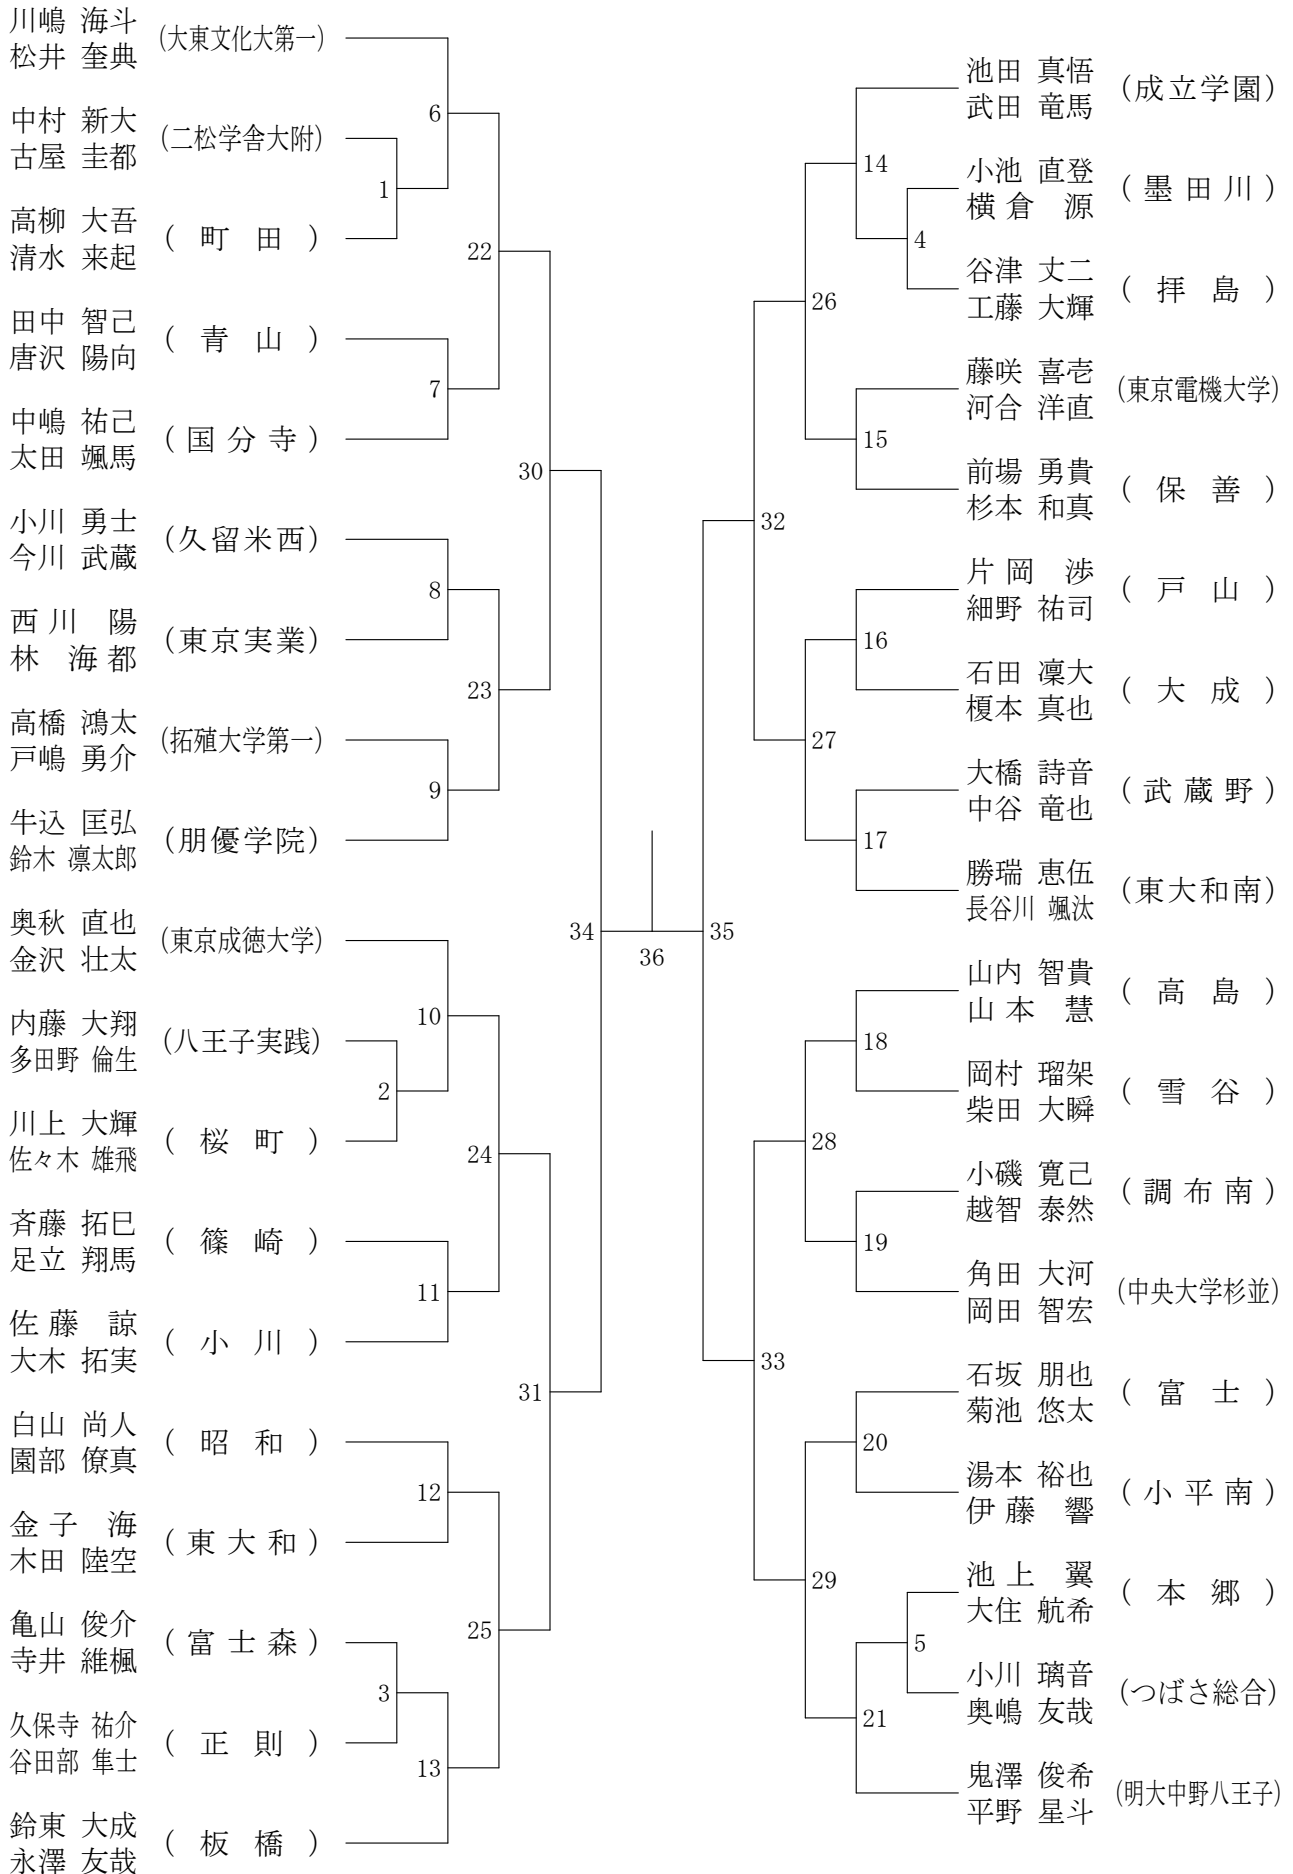 川嶋 海斗
松井 奎典
(大東文化大第一)
中村 新大
古屋 圭都
(二松学舎大附)
高柳 大吾
清水 来起
( 町 田 )
田中 智己
唐沢 陽向
( 青 山 )
中嶋 祐己
太田 颯馬
( 国 分 寺 )
小川 勇士
今川 武蔵
(久留米西)
西川 陽
林 海都
(東京実業)
高橋 鴻太
戸嶋 勇介
(拓殖大学第一)
牛込 匡弘
鈴木 凛太郎
(朋優学院)
奥秋 直也
金沢 壮太
(東京成徳大学)
内藤 大翔
多田野 倫生
(八王子実践)
川上 大輝
佐々木 雄飛
( 桜 町 )
斉藤 拓巳
足立 翔馬
( 篠 崎 )
佐藤 諒
大木 拓実
( 小 川 )
白山 尚人
園部 僚真
( 昭 和 )
金子 海
木田 陸空
( 東 大 和 )
亀山 俊介
寺井 維楓
( 富 士 森 )
久保寺 祐介
谷田部 隼士
( 正 則 )
鈴東 大成
永澤 友哉
( 板 橋 )
6
1
22
7
30
8
23
9
34
10
2
24
11
31
12
25
3
13
36
35
14
4
26
15
32
16
27
17
18
28
19
33
20
29
5
21
池田 真悟
武田 竜馬
(成立学園)
小池 直登
横倉 源
( 墨 田 川 )
谷津 丈二
工藤 大輝
( 拝 島 )
藤咲 喜壱
河合 洋直
(東京電機大学)
前場 勇貴
杉本 和真
( 保 善 )
片岡 渉
細野 祐司
( 戸 山 )
石田 凜大
榎本 真也
( 大 成 )
大橋 詩音
中谷 竜也
( 武 蔵 野 )
勝瑞 恵伍
長谷川 颯汰
(東大和南)
山内 智貴
山本 慧
( 高 島 )
岡村 瑠架
柴田 大瞬
( 雪 谷 )
小磯 寛己
越智 泰然
( 調 布 南 )
角田 大河
岡田 智宏
(中央大学杉並)
石坂 朋也
菊池 悠太
( 富 士 )
湯本 裕也
伊藤 響
( 小 平 南 )
池上 翼
大住 航希
( 本 郷 )
小川 璃音
奥嶋 友哉
(つばさ総合)
鬼澤 俊希
平野 星斗
(明大中野八王子)